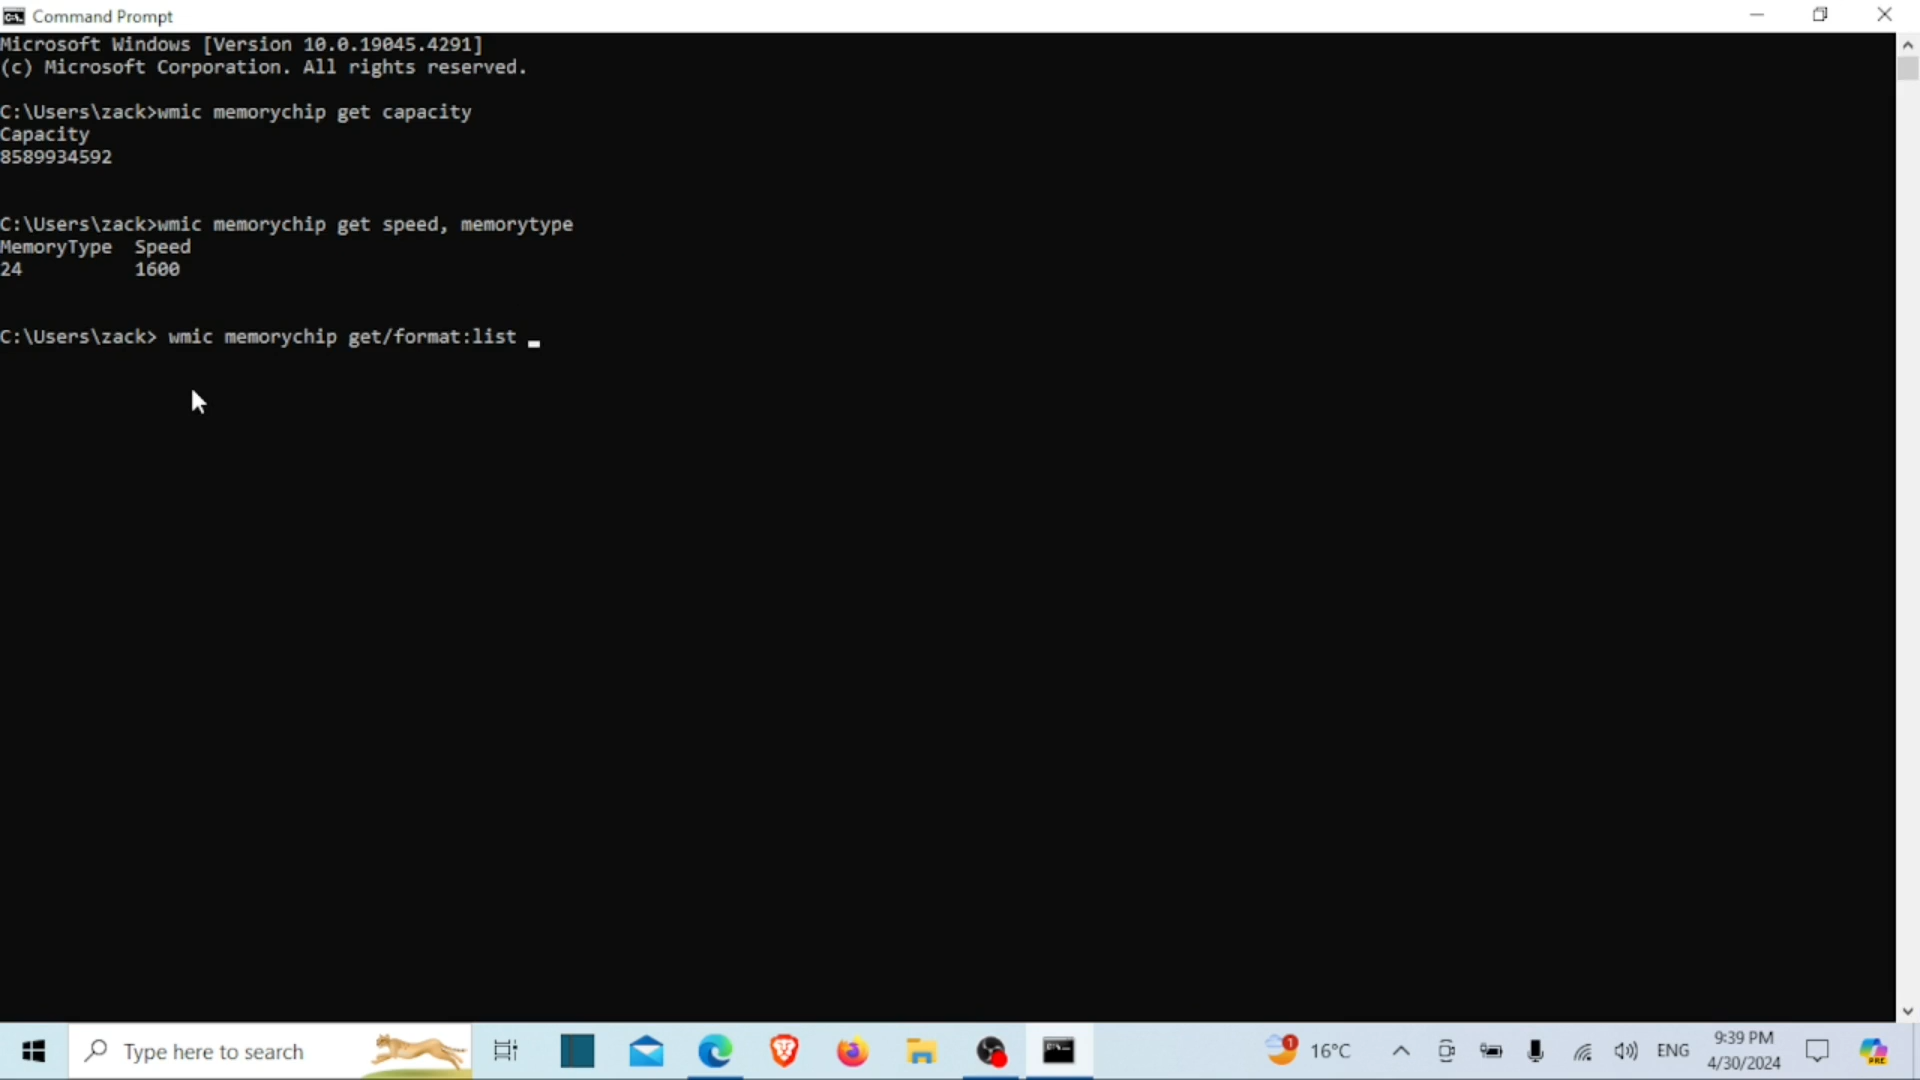 Command Prompt
Microsoft Windows [Version 10.0.19045.4291]
(c) Microsoft Corporation. All rights reserved.
C:\Users\zack>wmic memorychip get capacity
Capacity
8589934592
C:\Users\zack>wmic memorychip get speed, memorytype
MemoryType  Speed
24          1600
C:\Users\zack> wmic memorychip get/format:list
Type here to search
1
16°C
ENG
9:39 PM
4/30/2024
PRE